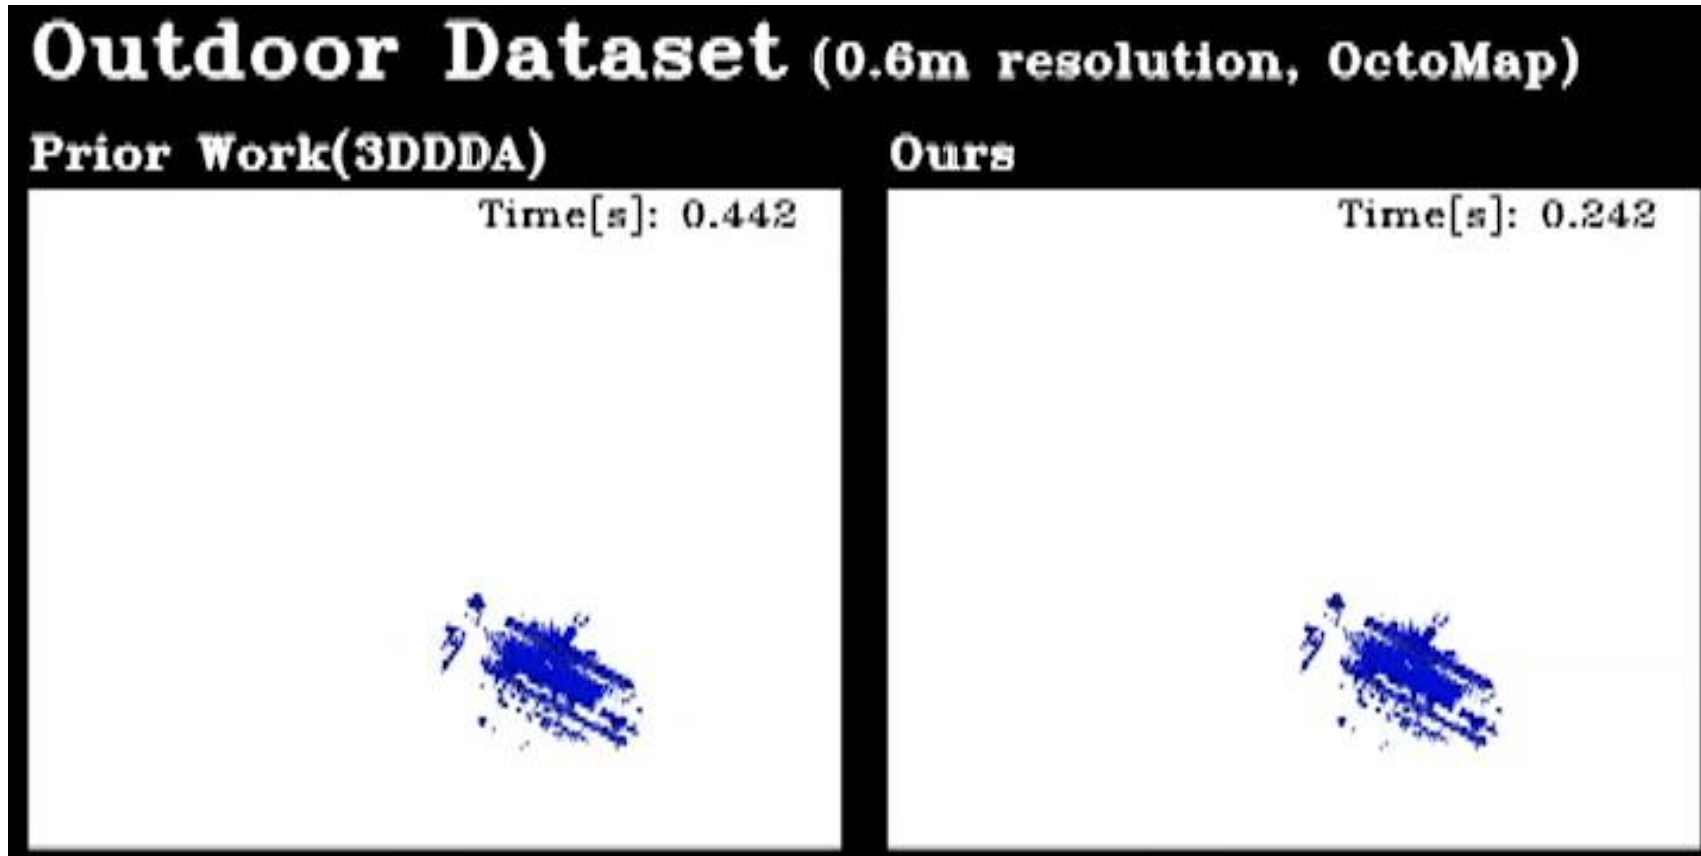 Outdoor Dataset (0.6m resolution, OctoMap)
Prior Work(3DDDA)
Ours
Time[s]: 0.442
Time[s]: 0.242